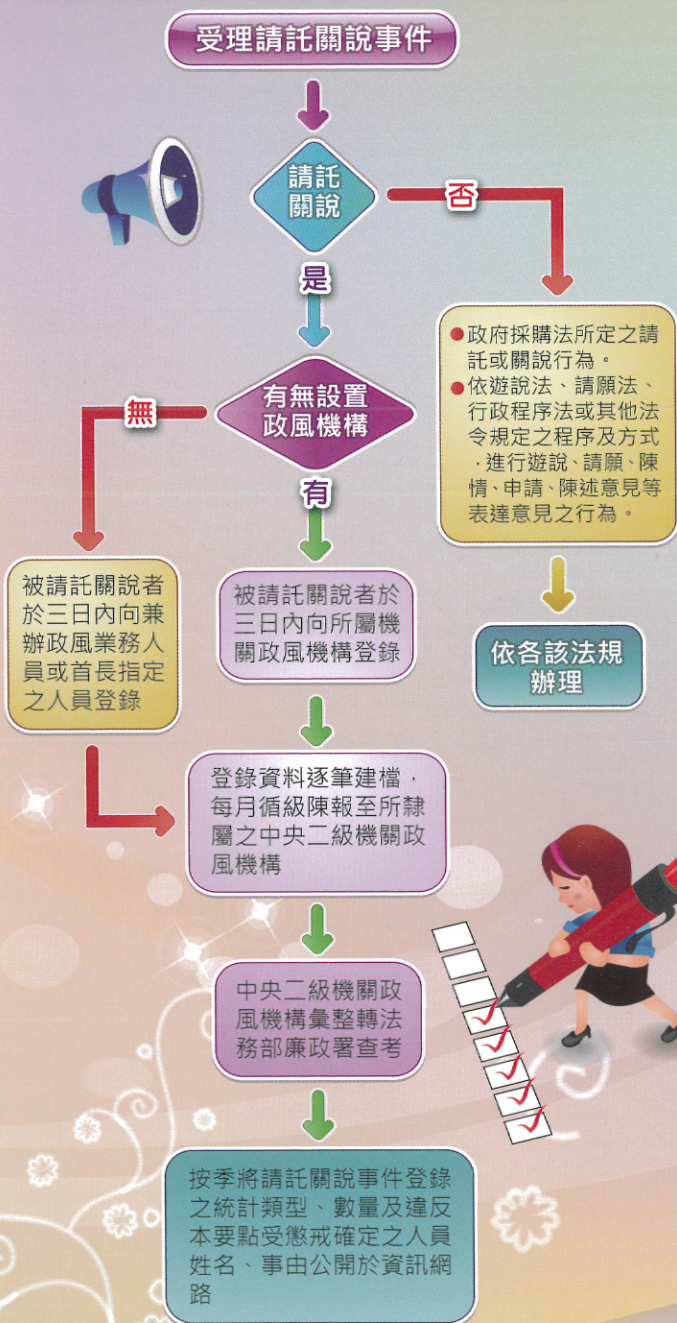 受理請託關說事件
請託
關說
否
是
●政府採購法所定之請
託或關說行為。
●依遊說法、請願法、
行政程序法或其他法
令規定之程序及方式
，進行遊說、請願、陳
情、申請、陳述意見等
表達意見之行為。
有無設置
政風機構
無
有
被請託關說者
於三日內向兼
辦政風業務人
員或首長指定
之人員登錄
被請託關說者於
三日內向所屬機
關政風機構登錄
依各該法規
辦理
登錄資料逐筆建檔，
每月循級陳報至所隸
屬之中央二級機關政
風機構
中央二級機關政
風機構彙整轉法
務部廉政署查考
按季將請託關說事件登錄
之統計類型、數量及違反
本要點受懲戒確定之人員
姓名、事由公開於資訊網
路